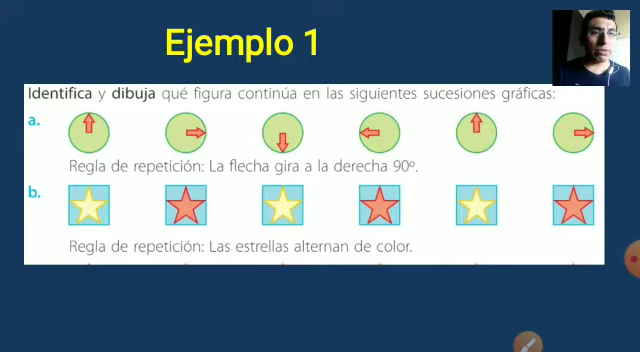 Ejemplo 1
Identifica y dibuja qué figura continúa en las siguientes sucesiones gráficas:
a.
Regla de repetición: La flecha gira a la derecha 90º.
b.
Regla de repetición: Las estrellas alternan de color.